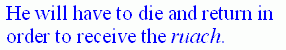 He will have to die and return in
order to receive the ruach.